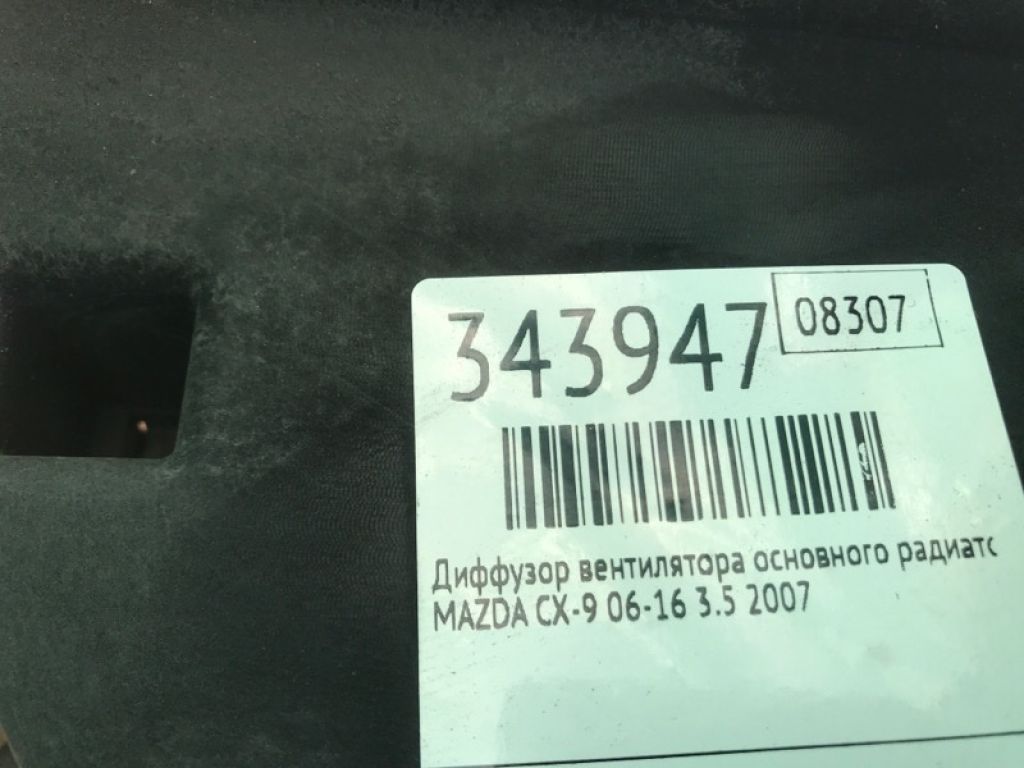 343947
08307
Диффузор вентилятора основного радиатс
MAZDA CX-9 06-16 3.5 2007